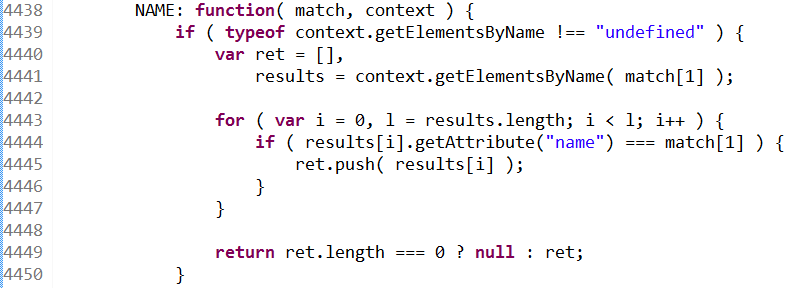 4438 NAME: function( match, context ) {
4439 if ( typeof context.getElementsByName !== "undefined" ) {
4440 var ret = [],
4441 results = context.getElementsByName( match[1] );
4442
4443 for ( var i = 0, l = results.length; i < l; i++ ) {
4444 if ( results[i].getAttribute("name") === match[1] ) {
4445 ret.push( results[i] );
4446 }
4447 }
4448
4449 return ret.length === 0 ? null : ret;
4450 }